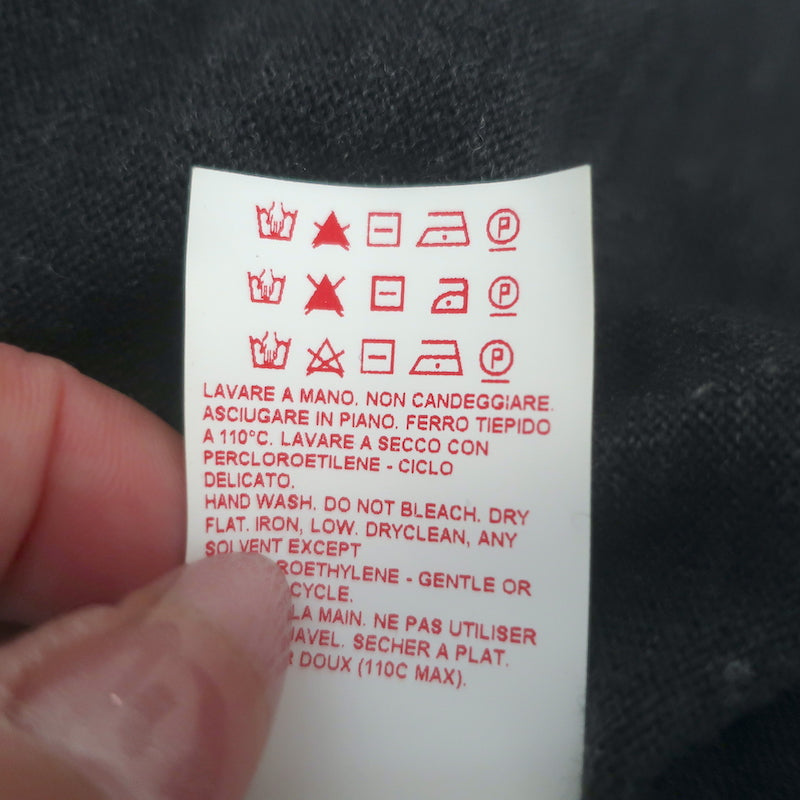 P
P
P
LAVARE A MANO. NON CANDEGGIARE.
ASCIUGARE IN PIANO. FERRO TIEPIDO
A 110°C. LAVARE A SECCO CON
PERCLOROETILENE - CICLO
DELICATO.
HAND WASH. DO NOT BLEACH. DRY
FLAT. IRON, LOW. DRYCLEAN, ANY
SOLVENT EXCEPT
ROETHYLENE - GENTLE OR
CYCLE.
LA MAIN. NE PAS UTILISER
JAVEL. SECHER A PLAT.
DOUX (110C MAX).